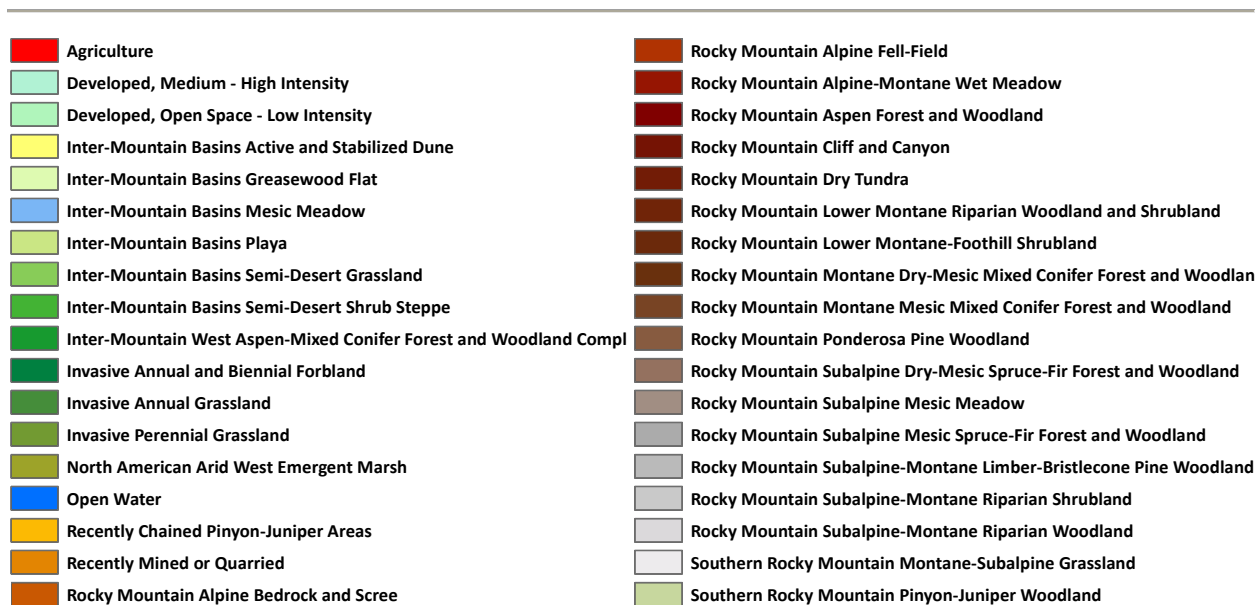 Agriculture
Developed, Medium - High Intensity
Developed, Open Space - Low Intensity
Inter-Mountain Basins Active and Stabilized Dune
Inter-Mountain Basins Greasewood Flat
Inter-Mountain Basins Mesic Meadow
Inter-Mountain Basins Playa
Inter-Mountain Basins Semi-Desert Grassland
Inter-Mountain Basins Semi-Desert Shrub Steppe
Inter-Mountain West Aspen-Mixed Conifer Forest and Woodland Compl
Invasive Annual and Biennial Forbland
Invasive Annual Grassland
Invasive Perennial Grassland
North American Arid West Emergent Marsh
Open Water
Recently Chained Pinyon-Juniper Areas
Recently Mined or Quarried
Rocky Mountain Alpine Bedrock and Scree
Rocky Mountain Alpine Fell-Field
Rocky Mountain Alpine-Montane Wet Meadow
Rocky Mountain Aspen Forest and Woodland
Rocky Mountain Cliff and Canyon
Rocky Mountain Dry Tundra
Rocky Mountain Lower Montane Riparian Woodland and Shrubland
Rocky Mountain Lower Montane-Foothill Shrubland
Rocky Mountain Montane Dry-Mesic Mixed Conifer Forest and Woodlan
Rocky Mountain Montane Mesic Mixed Conifer Forest and Woodland
Rocky Mountain Ponderosa Pine Woodland
Rocky Mountain Subalpine Dry-Mesic Spruce-Fir Forest and Woodland
Rocky Mountain Subalpine Mesic Meadow
Rocky Mountain Subalpine Mesic Spruce-Fir Forest and Woodland
Rocky Mountain Subalpine-Montane Limber-Bristlecone Pine Woodland
Rocky Mountain Subalpine-Montane Riparian Shrubland
Rocky Mountain Subalpine-Montane Riparian Woodland
Southern Rocky Mountain Montane-Subalpine Grassland
Southern Rocky Mountain Pinyon-Juniper Woodland